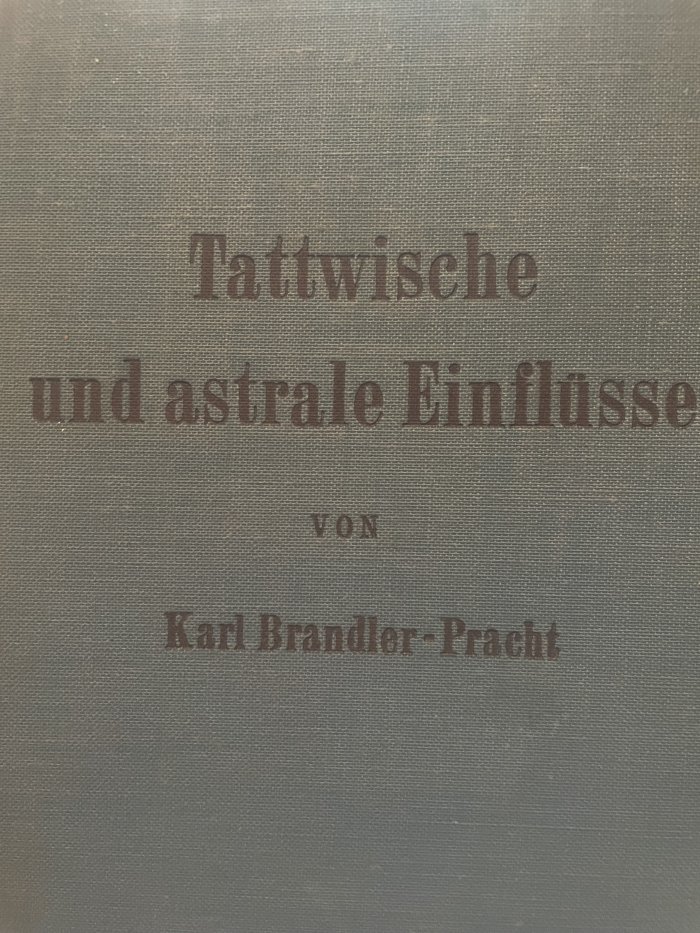 Tattwische
und astrale Einflüsse
VON
Karl Brandler-Pracht